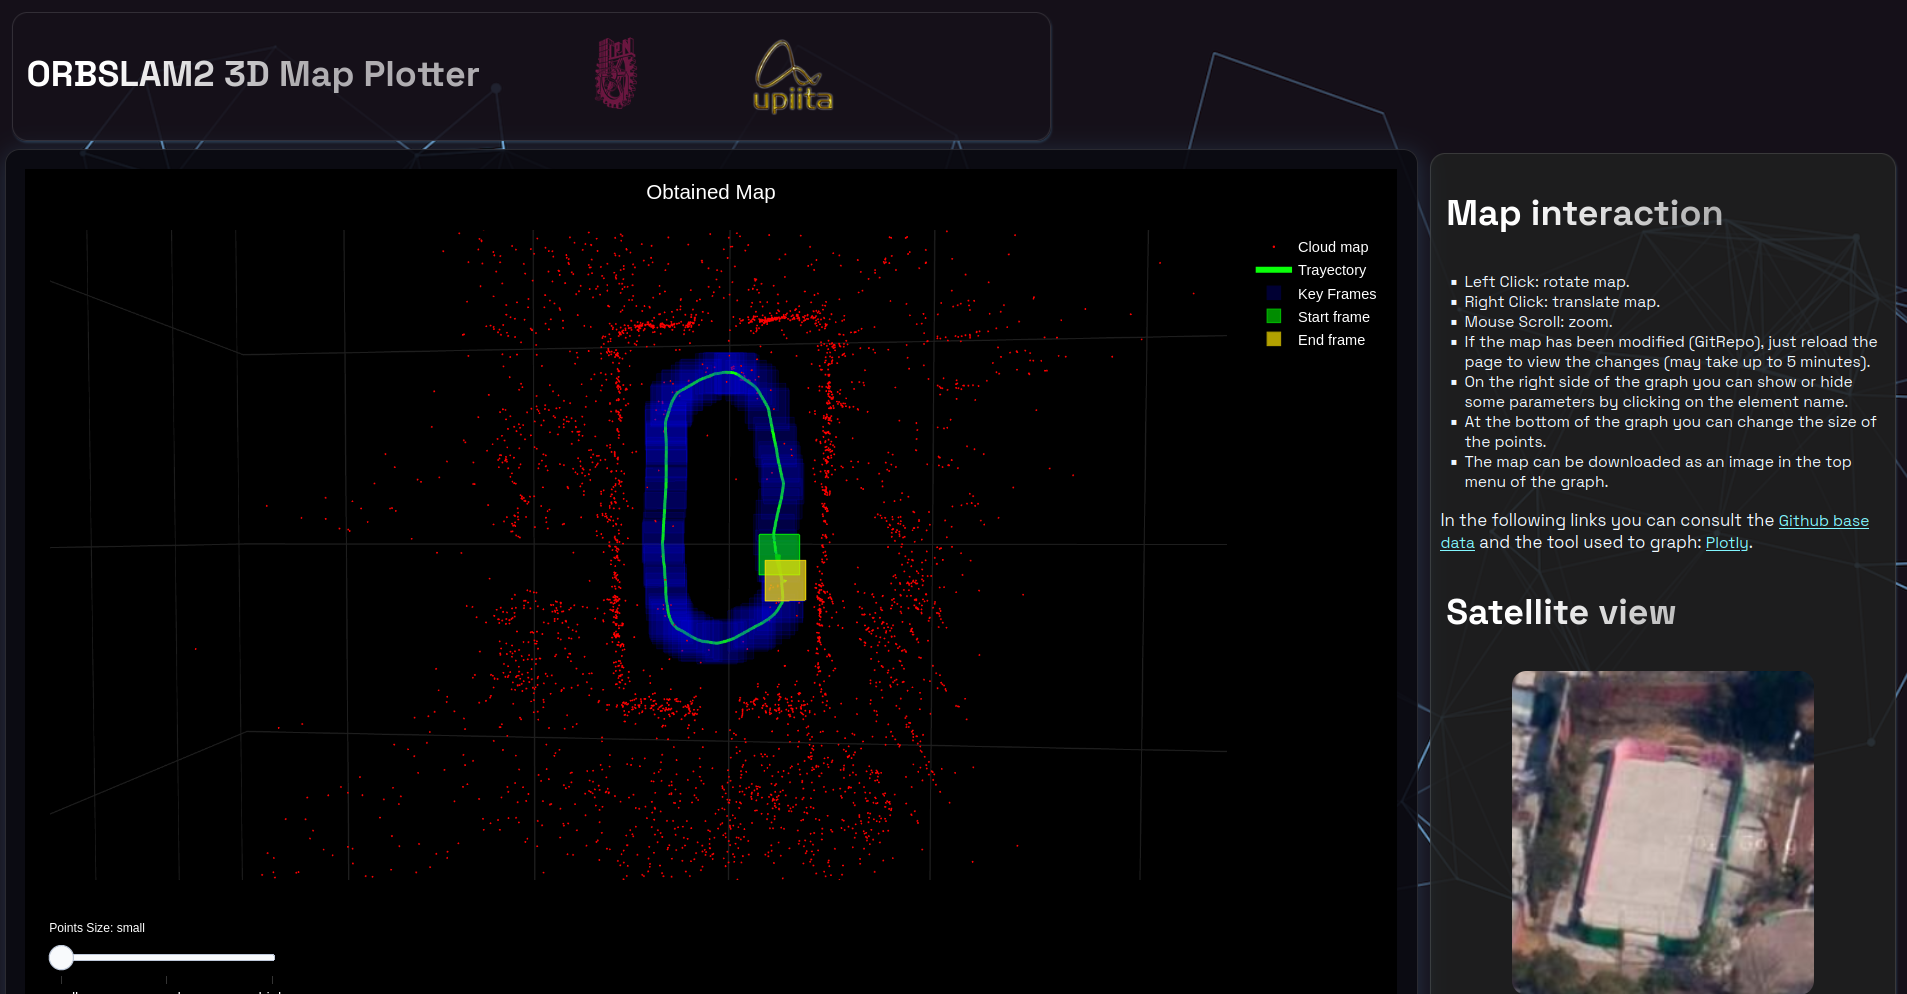 ORBSLAM2 3D Map Plotter
upiita
Obtained Map
Cloud map
Trayectory
Key Frames
Start frame
End frame
Points Size: small
Map interaction
Left Click: rotate map.
Right Click: translate map.
Mouse Scroll: zoom.
If the map has been modified (GitRepo), just reload the
page to view the changes (may take up to 5 minutes).
On the right side of the graph you can show or hide
some parameters by clicking on the element name.
At the bottom of the graph you can change the size of
the points.
The map can be downloaded as an image in the top
menu of the graph.
In the following links you can consult the Github base
data and the tool used to graph: Plotly.
Satellite view